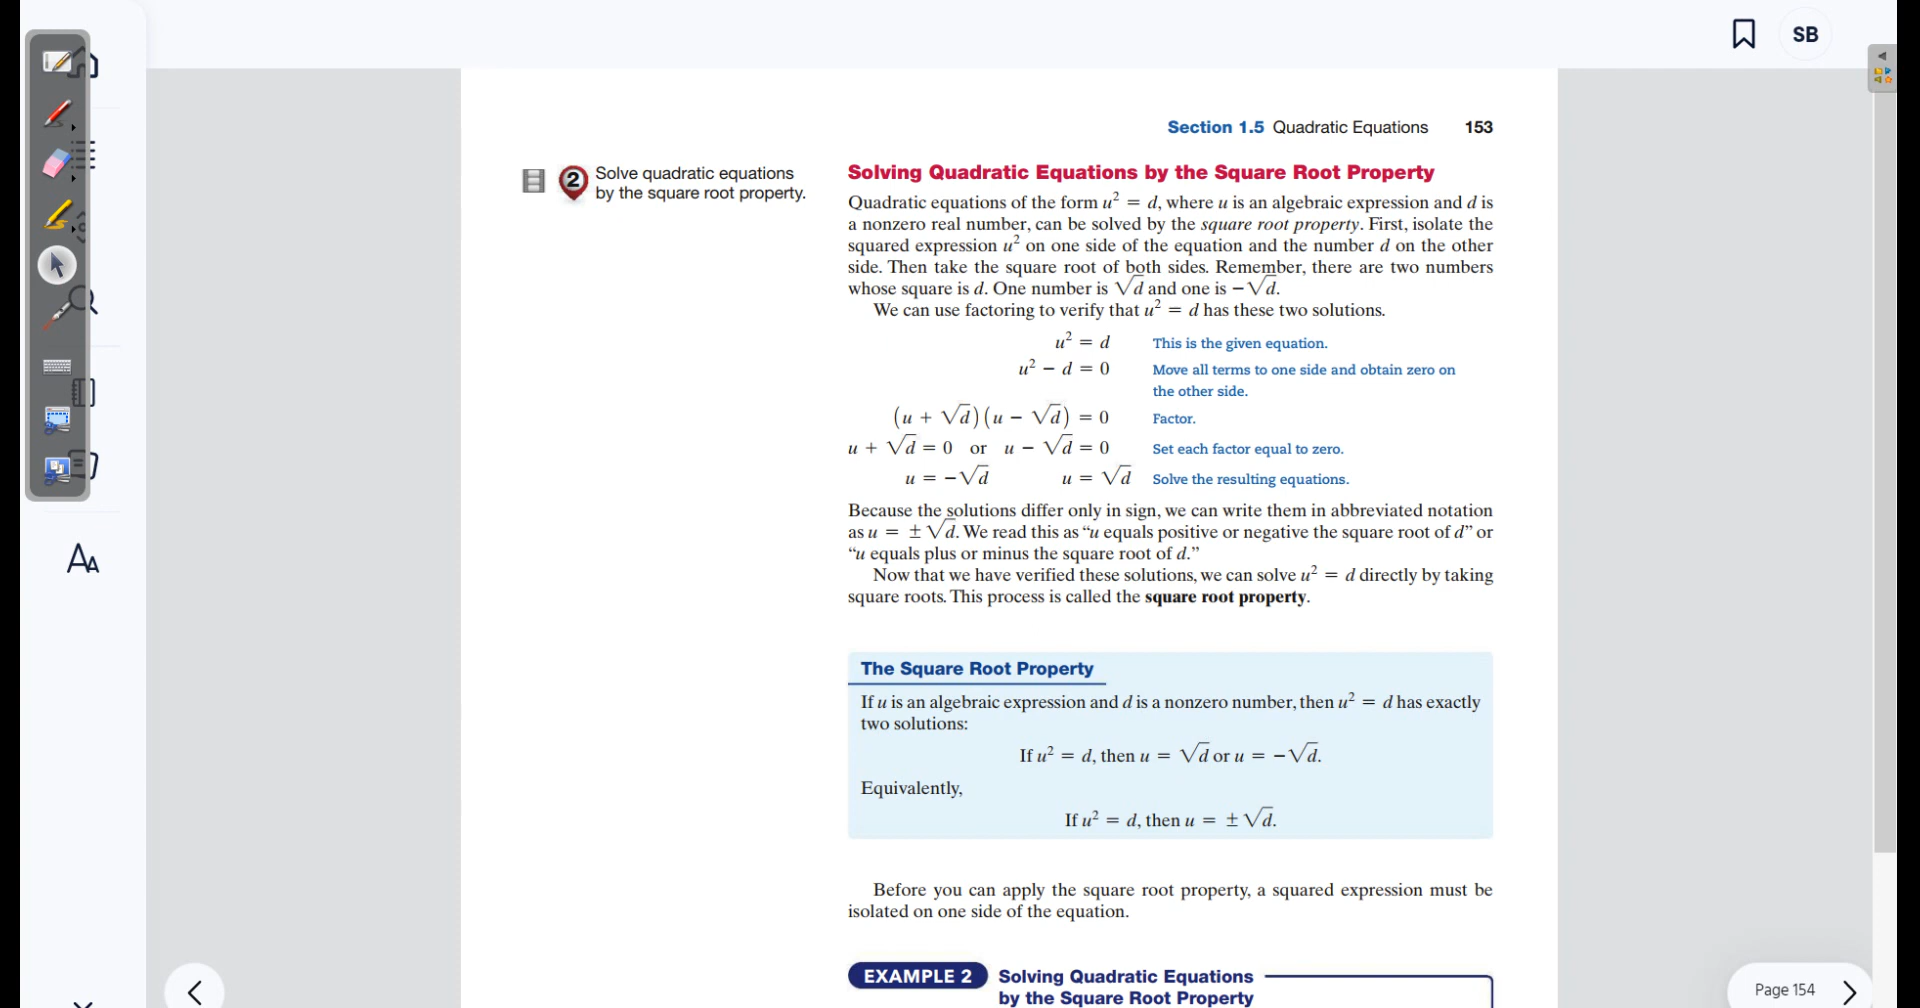 SB
Section 1.5 Quadratic Equations 153
2 Solve quadratic equations
by the square root property.
Solving Quadratic Equations by the Square Root Property
Quadratic equations of the form u² = d, where u is an algebraic expression and d is
a nonzero real number, can be solved by the square root property. First, isolate the
squared expression u² on one side of the equation and the number d on the other
side. Then take the square root of both sides. Remember, there are two numbers
whose square is d. One number is √d and one is −√d.
We can use factoring to verify that u² = d has these two solutions.
u² = d This is the given equation.
u² − d = 0 Move all terms to one side and obtain zero on
the other side.
(u + √d)(u − √d) = 0 Factor.
u + √d = 0 or u − √d = 0 Set each factor equal to zero.
u = −√d u = √d Solve the resulting equations.
Because the solutions differ only in sign, we can write them in abbreviated notation
as u = ±√d. We read this as “u equals positive or negative the square root of d” or
“u equals plus or minus the square root of d.”
Now that we have verified these solutions, we can solve u² = d directly by taking
square roots. This process is called the square root property.
The Square Root Property
If u is an algebraic expression and d is a nonzero number, then u² = d has exactly
two solutions:
If u² = d, then u = √d or u = −√d.
Equivalently,
If u² = d, then u = ±√d.
Before you can apply the square root property, a squared expression must be
isolated on one side of the equation.
EXAMPLE 2 Solving Quadratic Equations
by the Square Root Property
Page 154
AA